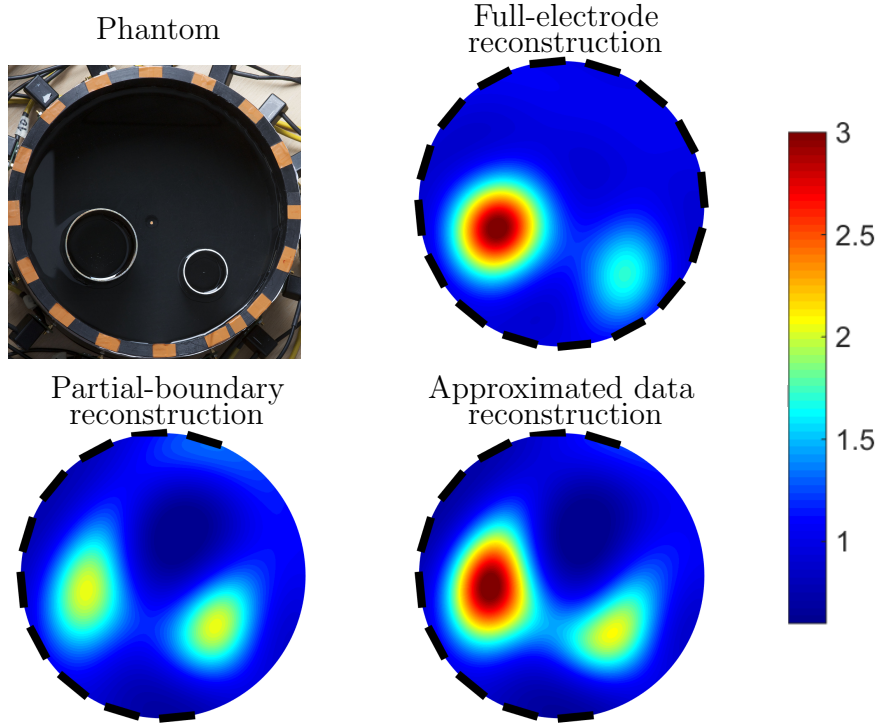 Phantom
Full-electrode
reconstruction
3
2.5
2
1.5
1
Partial-boundary
reconstruction
Approximated data
reconstruction